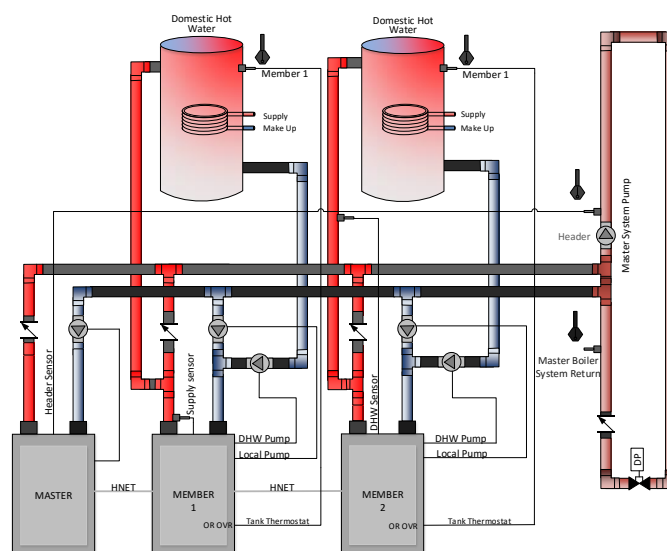 Domestic Hot
Water
Domestic Hot
Water
Member 1
Member 1
Supply
Make Up
Supply
Make Up
Master System Pump
Header
Header Sensor
Supply sensor
DHW Sensor
Master Boiler
System Return
DP
DHW Pump
Local Pump
DHW Pump
Local Pump
MASTER
HNET
MEMBER
1
HNET
MEMBER
2
OR OVR
Tank Thermostat
OR OVR
Tank Thermostat